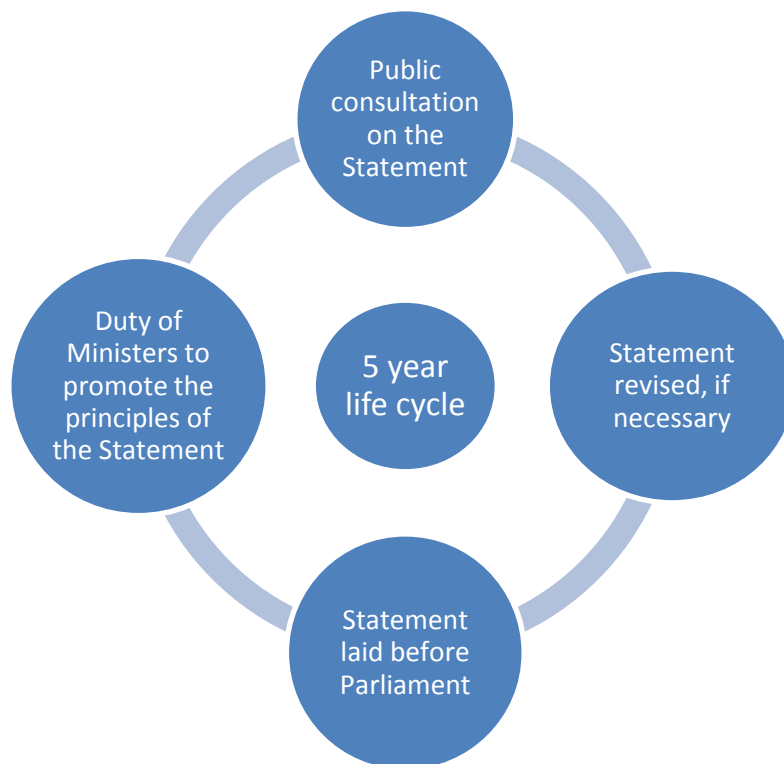 Public
consultation
on the
Statement
Duty of
Ministers to
promote the
principles of
the Statement
5 year
life cycle
Statement
revised, if
necessary
Statement
laid before
Parliament